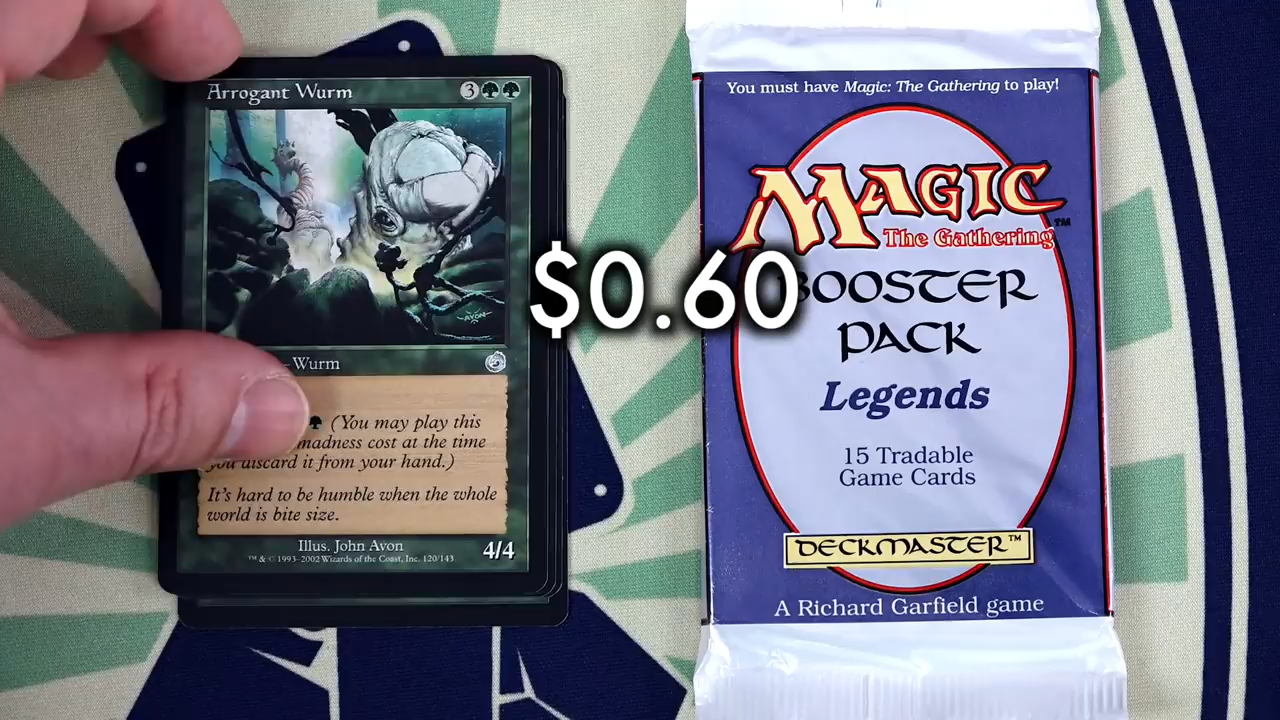 Arrogant Wurm 3
AVON
Wurm
(You may play this
madness cost at the time
you discard it from your hand.)
It's hard to be humble when the whole
world is bite size.
Illus. John Avon
™ & © 1993–2002 Wizards of the Coast, Inc. 120/143
4/4
$0.60
You must have Magic: The Gathering to play!
MAGIC
The Gathering™
BOOSTER
PACK
Legends
15 Tradable
Game Cards
DECKMASTER™
A Richard Garfield game